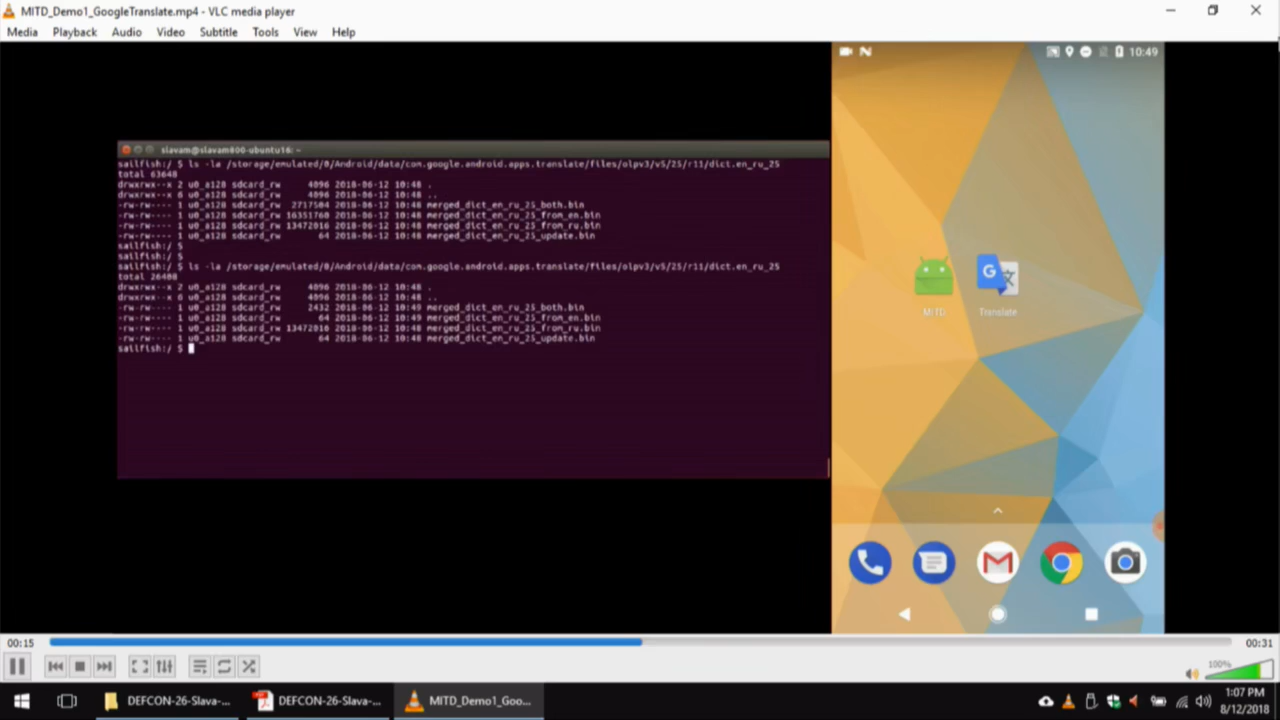 MITD_Demo1_GoogleTranslate.mp4 - VLC media player
Media Playback Audio Video Subtitle Tools View Help
10:49
slavam@slavam800-ubuntu16: ~
sailfish:/ $ ls -la /storage/emulated/0/Android/data/com.google.android.apps.translate/files/olpv3/v5/25/r11/dict.en_ru_25
total 63648
drwxrwx--x 2 u0_a128 sdcard_rw 4096 2018-06-12 10:48 .
drwxrwx--x 6 u0_a128 sdcard_rw 4096 2018-06-12 10:48 ..
-rw-rw---- 1 u0_a128 sdcard_rw 2717504 2018-06-12 10:48 merged_dict_en_ru_25_both.bin
-rw-rw---- 1 u0_a128 sdcard_rw 16351760 2018-06-12 10:48 merged_dict_en_ru_25_from_en.bin
-rw-rw---- 1 u0_a128 sdcard_rw 13472016 2018-06-12 10:48 merged_dict_en_ru_25_from_ru.bin
-rw-rw---- 1 u0_a128 sdcard_rw 64 2018-06-12 10:48 merged_dict_en_ru_25_update.bin
sailfish:/ $
sailfish:/ $
sailfish:/ $ ls -la /storage/emulated/0/Android/data/com.google.android.apps.translate/files/olpv3/v5/25/r11/dict.en_ru_25
total 26408
drwxrwx--x 2 u0_a128 sdcard_rw 4096 2018-06-12 10:48 .
drwxrwx--x 6 u0_a128 sdcard_rw 4096 2018-06-12 10:48 ..
-rw-rw---- 1 u0_a128 sdcard_rw 2432 2018-06-12 10:49 merged_dict_en_ru_25_both.bin
-rw-rw---- 1 u0_a128 sdcard_rw 64 2018-06-12 10:49 merged_dict_en_ru_25_from_en.bin
-rw-rw---- 1 u0_a128 sdcard_rw 13472016 2018-06-12 10:48 merged_dict_en_ru_25_from_ru.bin
-rw-rw---- 1 u0_a128 sdcard_rw 64 2018-06-12 10:48 merged_dict_en_ru_25_update.bin
sailfish:/ $
MITD Translate
00:15 00:31
100%
DEFCON-26-Slava-... DEFCON-26-Slava-... MITD_Demo1_Goo...
1:07 PM
8/12/2018